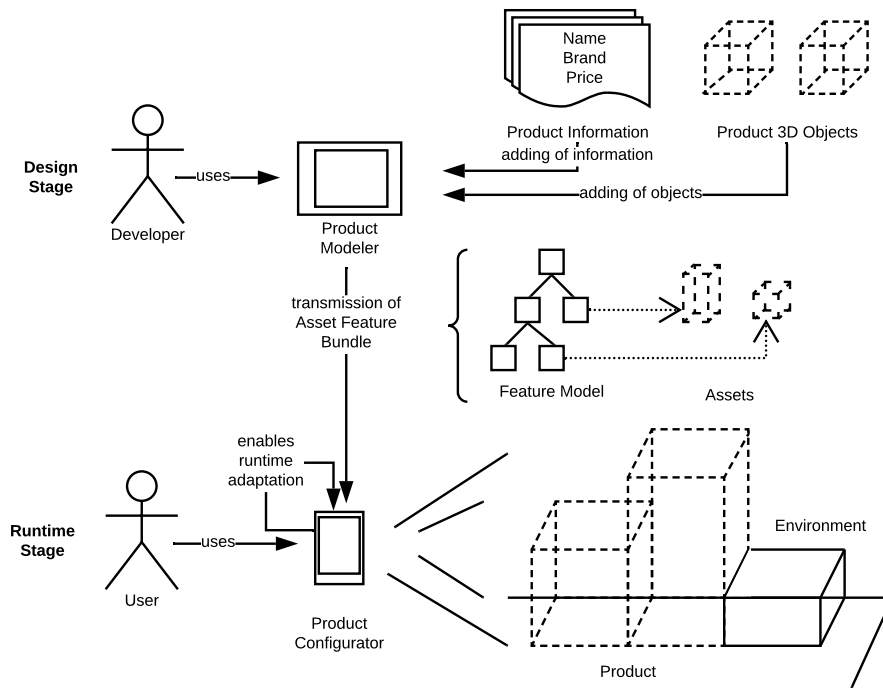 Name
Brand
Price
Product Information
Product 3D Objects
adding of information
Design
Stage
uses
adding of objects
Developer
Product
Modeler
transmission of
Asset Feature
Bundle
Feature Model
Assets
enables
runtime
adaptation
Runtime
Stage
uses
Environment
User
Product
Configurator
Product